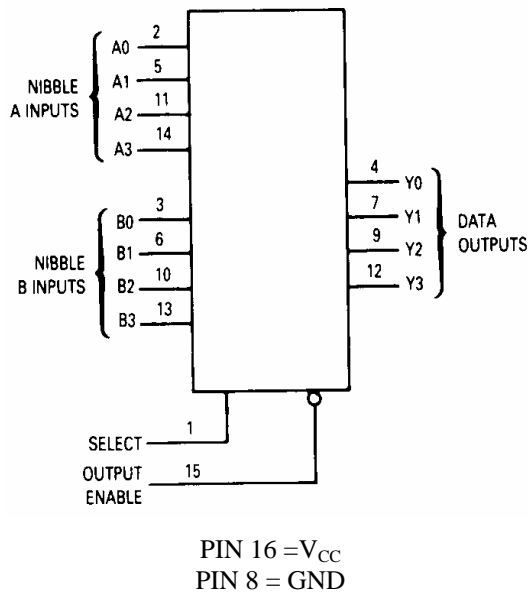 NIBBLE
A INPUTS
A0 2
A1 5
A2 11
A3 14
NIBBLE
B INPUTS
B0 3
B1 6
B2 10
B3 13
4 Y0
7 Y1
9 Y2
12 Y3
DATA
OUTPUTS
SELECT 1
OUTPUT
ENABLE
15
PIN 16 =VCC
PIN 8 = GND